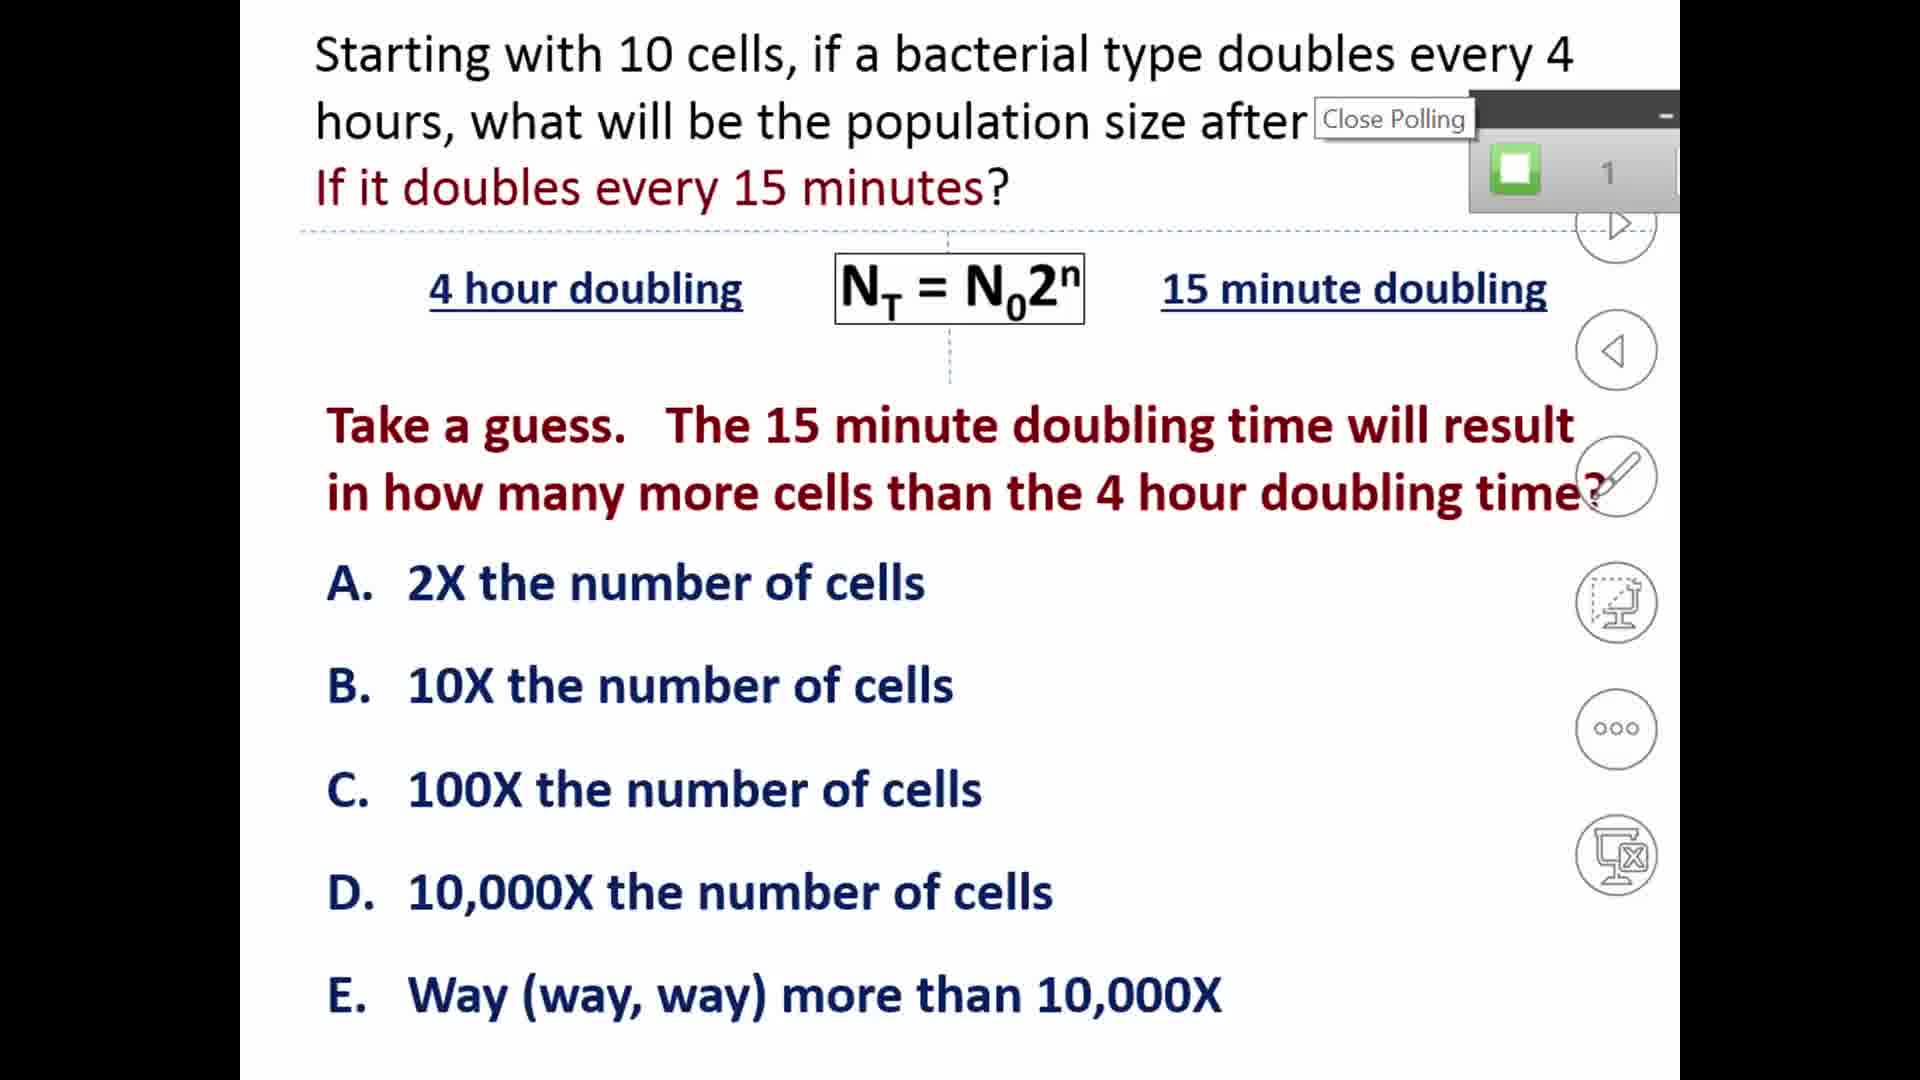 Starting with 10 cells, if a bacterial type doubles every 4
hours, what will be the population size after
Close Polling
1
If it doubles every 15 minutes?
4 hour doubling
N_T = N_0 2^n
15 minute doubling
Take a guess. The 15 minute doubling time will result
in how many more cells than the 4 hour doubling time?
A. 2X the number of cells
B. 10X the number of cells
C. 100X the number of cells
D. 10,000X the number of cells
E. Way (way, way) more than 10,000X